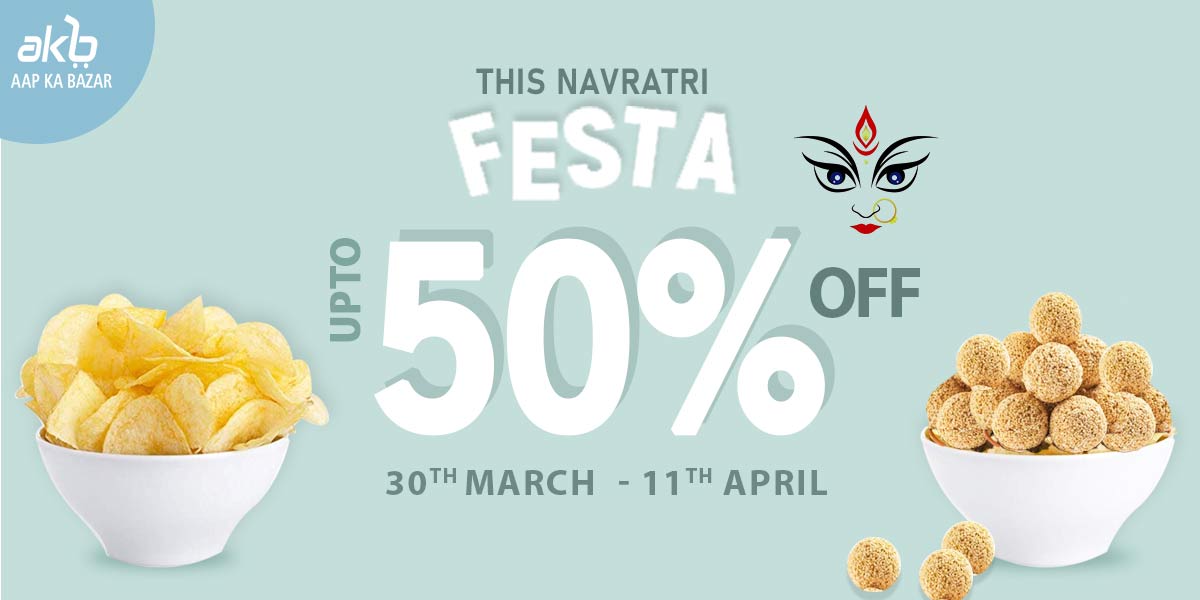 akb
AAP KA BAZAR
THIS NAVRATRI
FESTA
UPTO
50%
OFF
30TH MARCH - 11TH APRIL